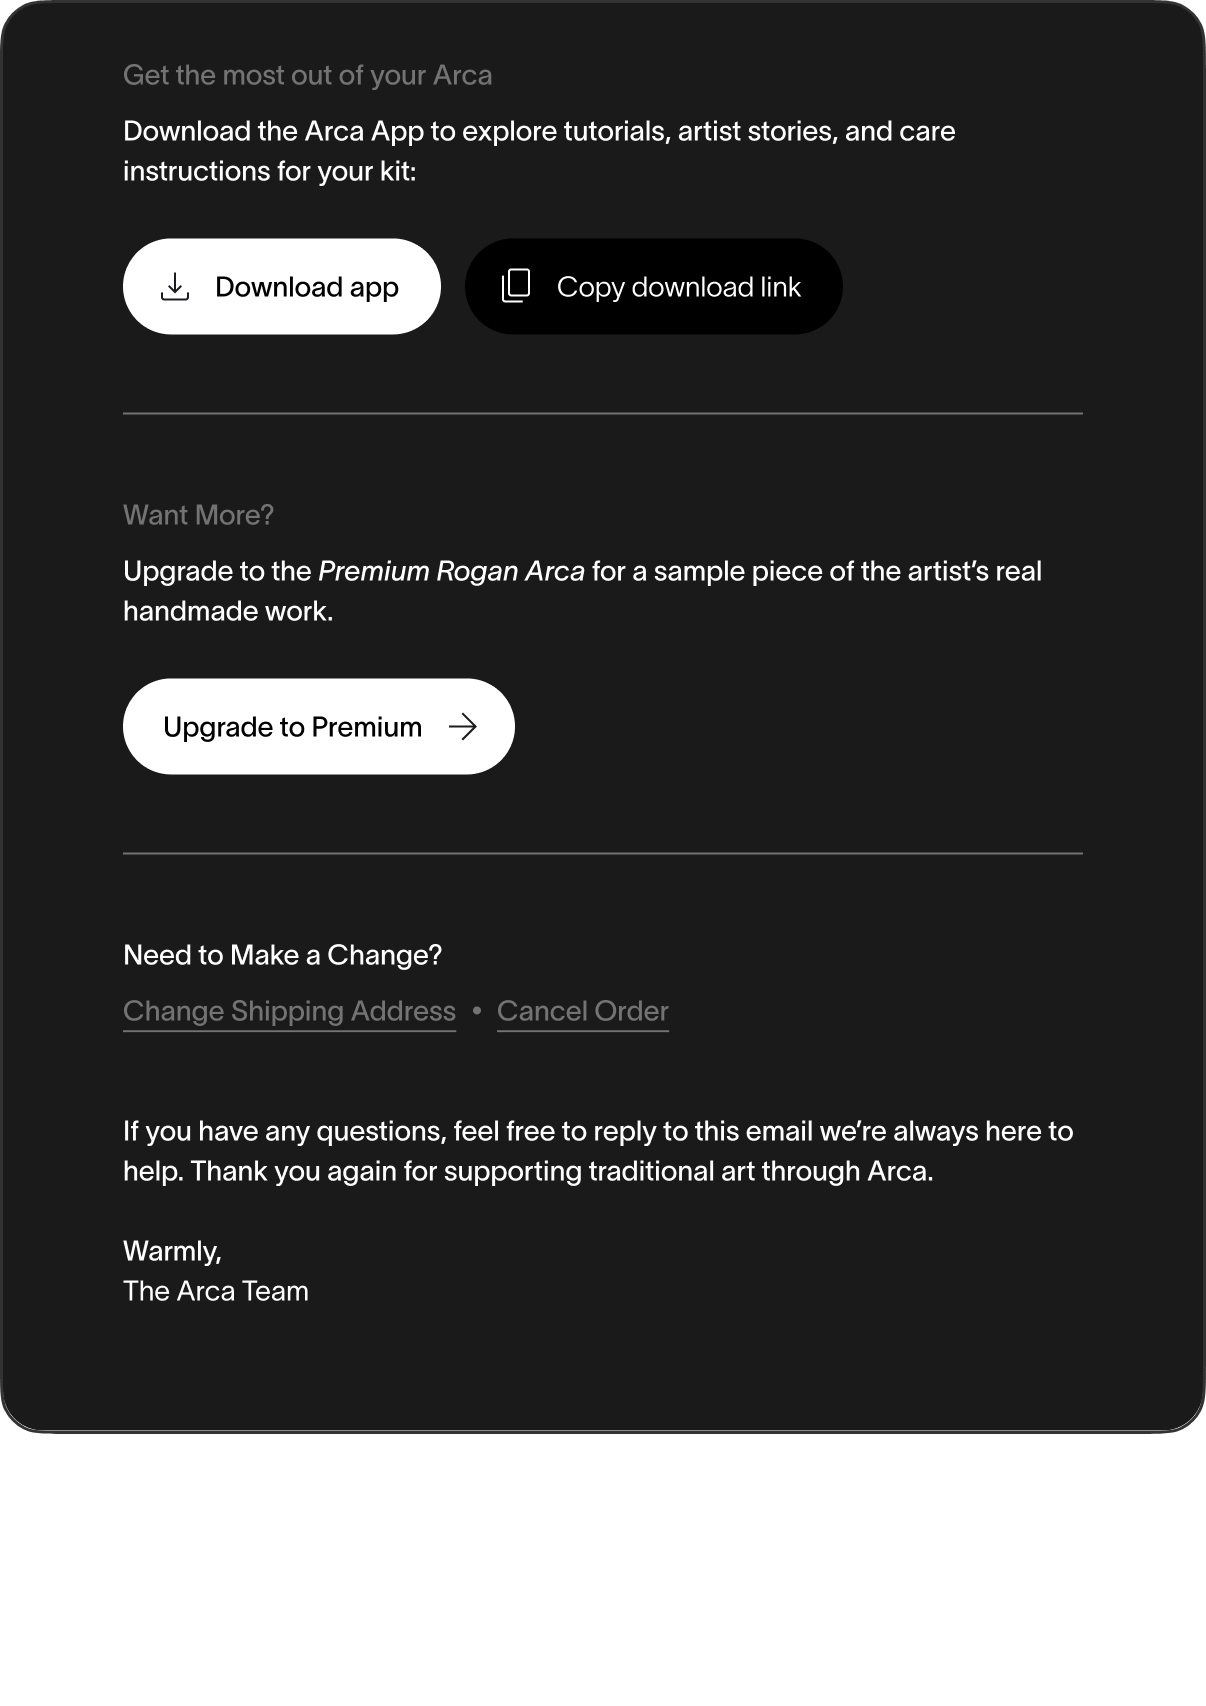 Get the most out of your Arca
Download the Arca App to explore tutorials, artist stories, and care
instructions for your kit:
Download app
Copy download link
Want More?
Upgrade to the Premium Rogan Arca for a sample piece of the artist’s real
handmade work.
Upgrade to Premium
Need to Make a Change?
Change Shipping Address • Cancel Order
If you have any questions, feel free to reply to this email we’re always here to
help. Thank you again for supporting traditional art through Arca.
Warmly,
The Arca Team